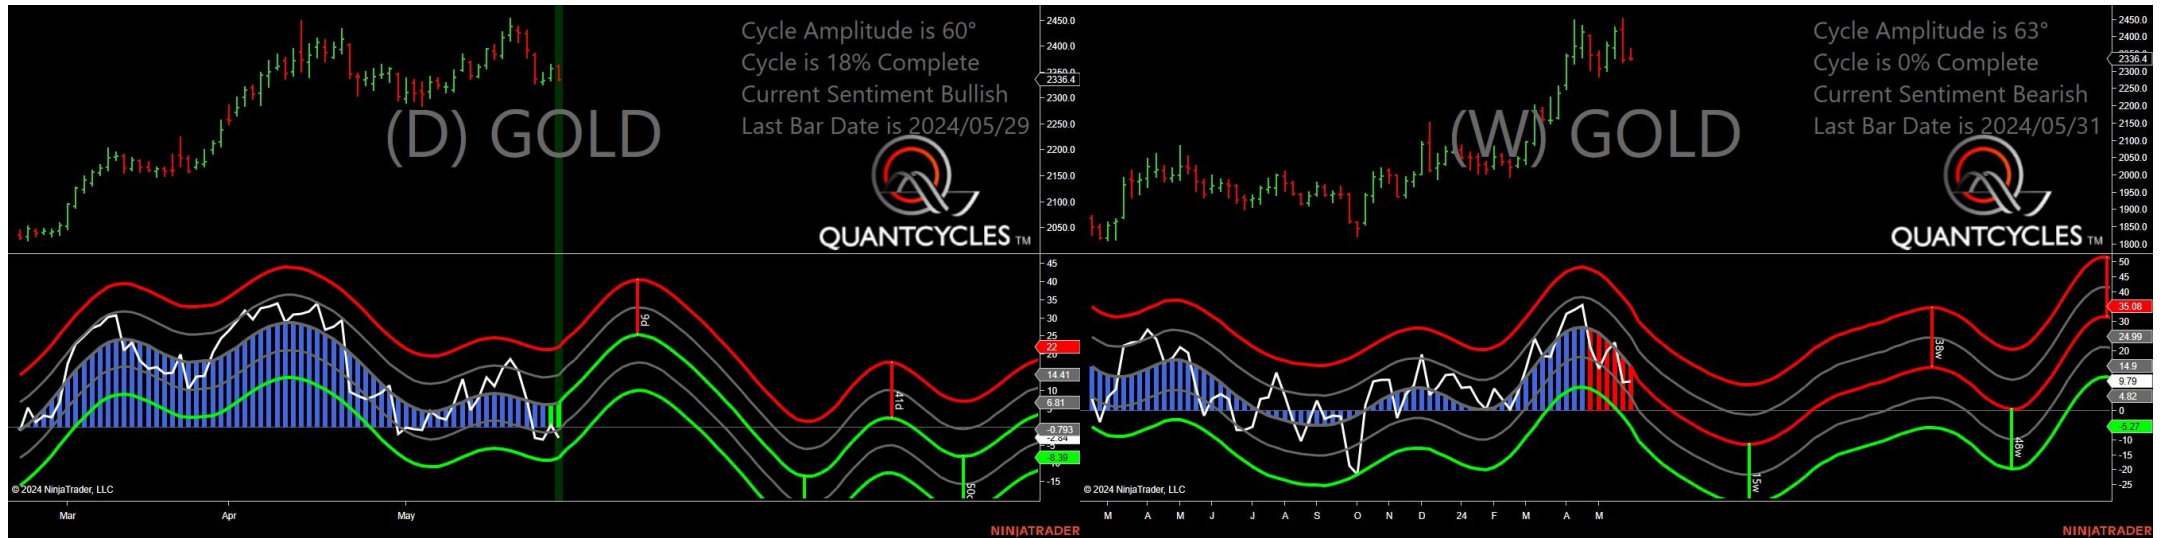 Cycle Amplitude is 60°
Cycle is 18% Complete
Current Sentiment Bullish
Last Bar Date is 2024/05/29
(D) GOLD
QUANTCYCLES TM
2450.0
2400.0
2336.4
2300.0
2250.0
2200.0
2150.0
2100.0
2050.0
45
40
35
30
25
22
14.41
10
6.81
-0.793
-2.84
-8.39
-15
9d
41d
© 2024 NinjaTrader, LLC
Mar
Apr
May
NINJATRADER
Cycle Amplitude is 63°
Cycle is 0% Complete
Current Sentiment Bearish
Last Bar Date is 2024/05/31
(W) GOLD
QUANTCYCLES TM
2450.0
2400.0
2336.4
2300.0
2250.0
2200.0
2150.0
2100.0
2050.0
2000.0
1950.0
1900.0
1850.0
1800.0
50
40
35.08
30
24.99
20
14.9
9.79
4.82
0
-5.27
-10
-15
-20
-25
38w
15w
48w
© 2024 NinjaTrader, LLC
M A M J J A S O N D 24 F M A M
NINJATRADER